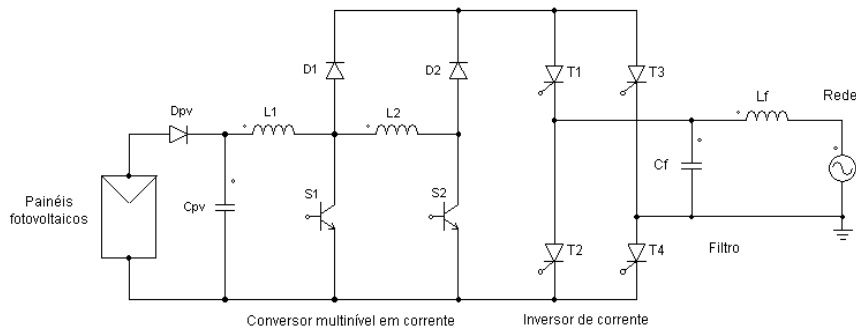 D1
D2
T1
T3
Lf
Rede
Dpv
L1
L2
Painéis
fotovoltaicos
Cpv
S1
S2
Cf
T2
T4
Filtro
Conversor multinível em corrente
Inversor de corrente